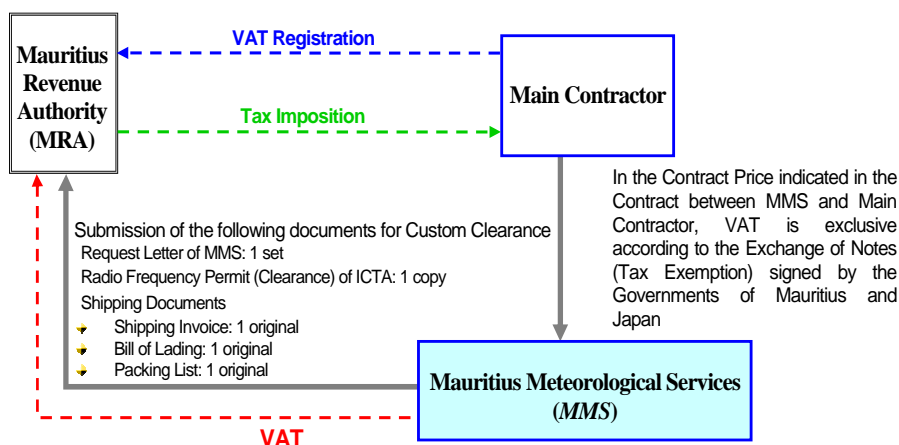 Mauritius
Revenue
Authority
(MRA)
VAT Registration
Tax Imposition
Main Contractor
In the Contract Price indicated in the
Contract between MMS and Main
Contractor, VAT is exclusive
according to the Exchange of Notes
(Tax Exemption) signed by the
Governments of Mauritius and
Japan
Submission of the following documents for Custom Clearance
Request Letter of MMS: 1 set
Radio Frequency Permit (Clearance) of ICTA: 1 copy
Shipping Documents
Shipping Invoice: 1 original
Bill of Lading: 1 original
Packing List: 1 original
Mauritius Meteorological Services
(MMS)
VAT